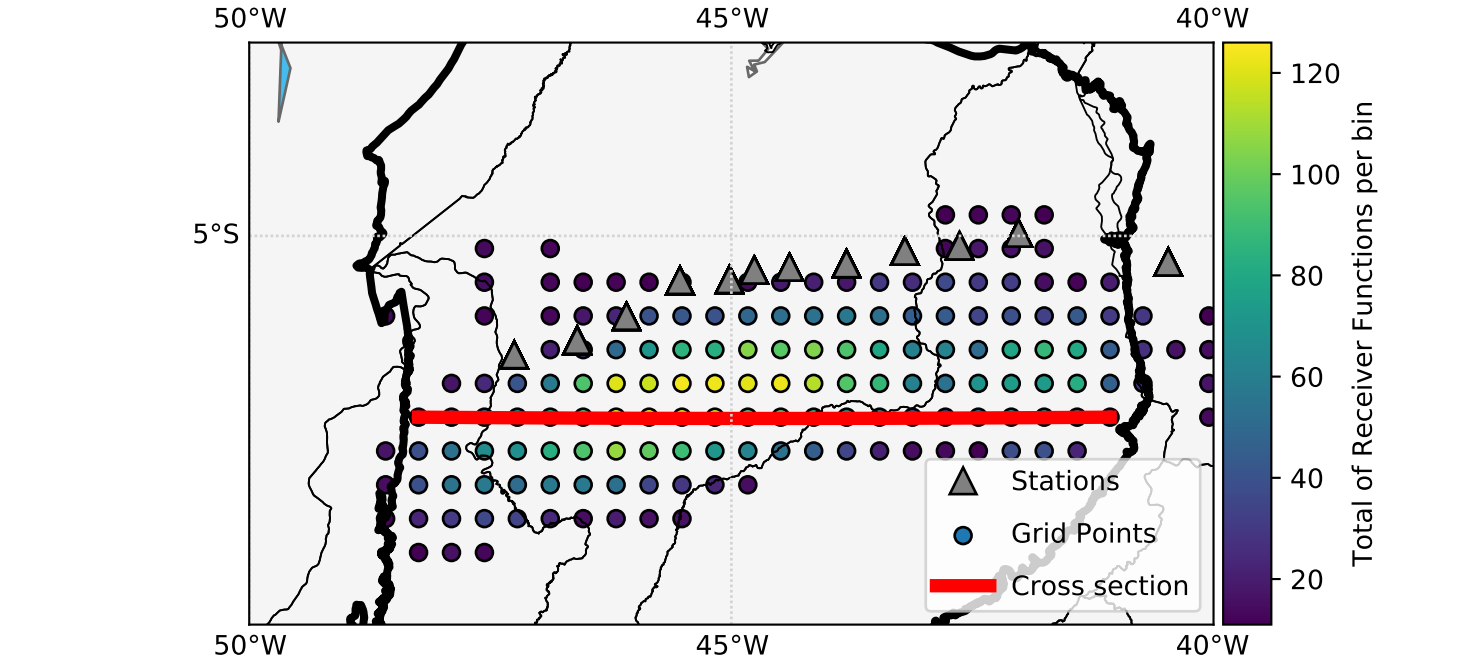 50°W 45°W 40°W
5°S
120
100
80
60
40
20
Total of Receiver Functions per bin
Stations
Grid Points
Cross section
50°W 45°W 40°W